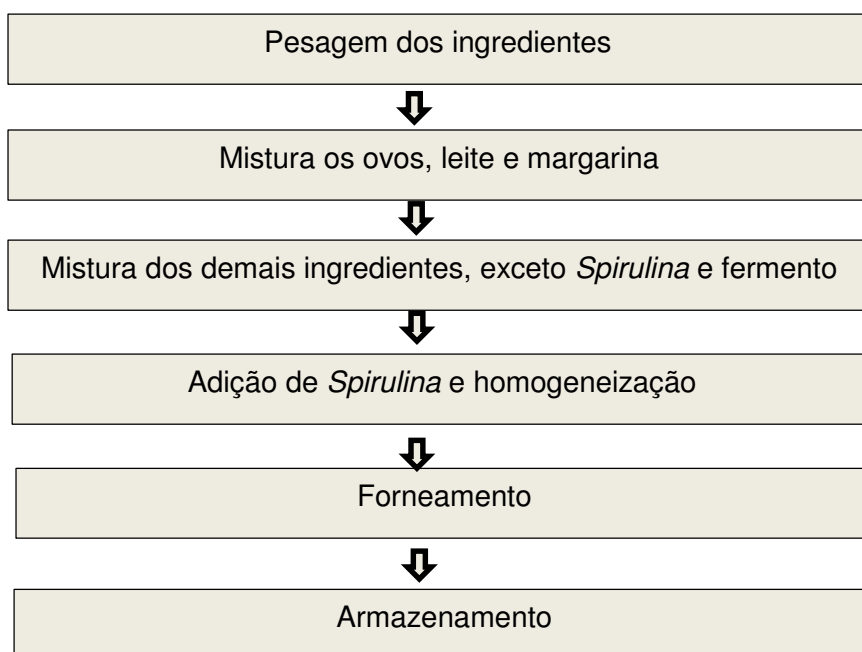 Pesagem dos ingredientes
Mistura os ovos, leite e margarina
Mistura dos demais ingredientes, exceto Spirulina e fermento
Adição de Spirulina e homogeneização
Forneamento
Armazenamento